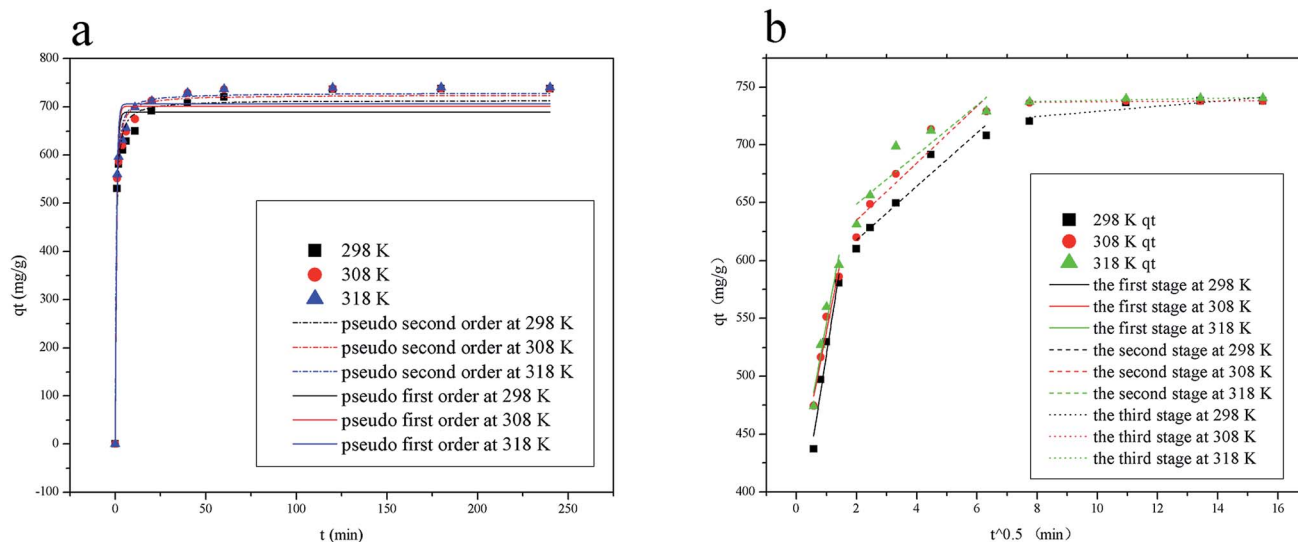 a
800
700
600
500
400
300
200
100
0
-100
qt (mg/g)
298 K
308 K
318 K
pseudo second order at 298 K
pseudo second order at 308 K
pseudo second order at 318 K
pseudo first order at 298 K
pseudo first order at 308 K
pseudo first order at 318 K
0 50 100 150 200 250
t (min)
b
750
700
650
600
550
500
450
400
qt (mg/g)
298 K qt
308 K qt
318 K qt
the first stage at 298 K
the first stage at 308 K
the first stage at 318 K
the second stage at 298 K
the second stage at 308 K
the second stage at 318 K
the third stage at 298 K
the third stage at 308 K
the third stage at 318 K
0 2 4 6 8 10 12 14 16
t^0.5 (min)